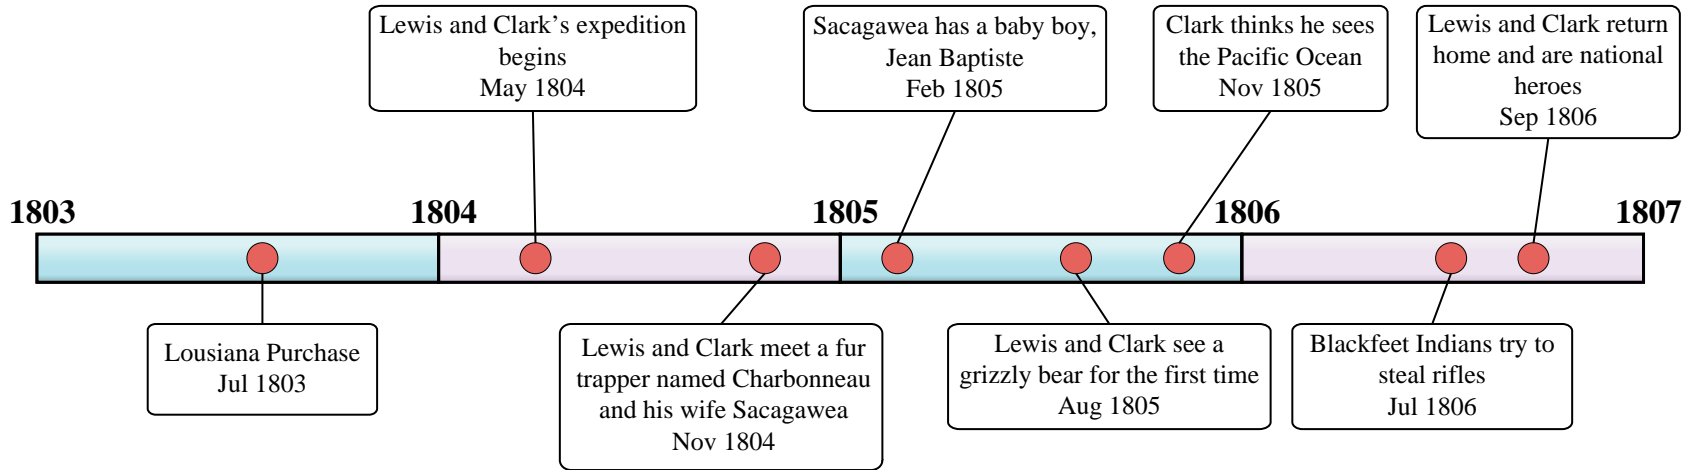 Lewis and Clark’s expedition
begins
May 1804
Sacagawea has a baby boy,
Jean Baptiste
Feb 1805
Clark thinks he sees
the Pacific Ocean
Nov 1805
Lewis and Clark return
home and are national
heroes
Sep 1806
1803
1804
1805
1806
1807
Lousiana Purchase
Jul 1803
Lewis and Clark meet a fur
trapper named Charbonneau
and his wife Sacagawea
Nov 1804
Lewis and Clark see a
grizzly bear for the first time
Aug 1805
Blackfeet Indians try to
steal rifles
Jul 1806